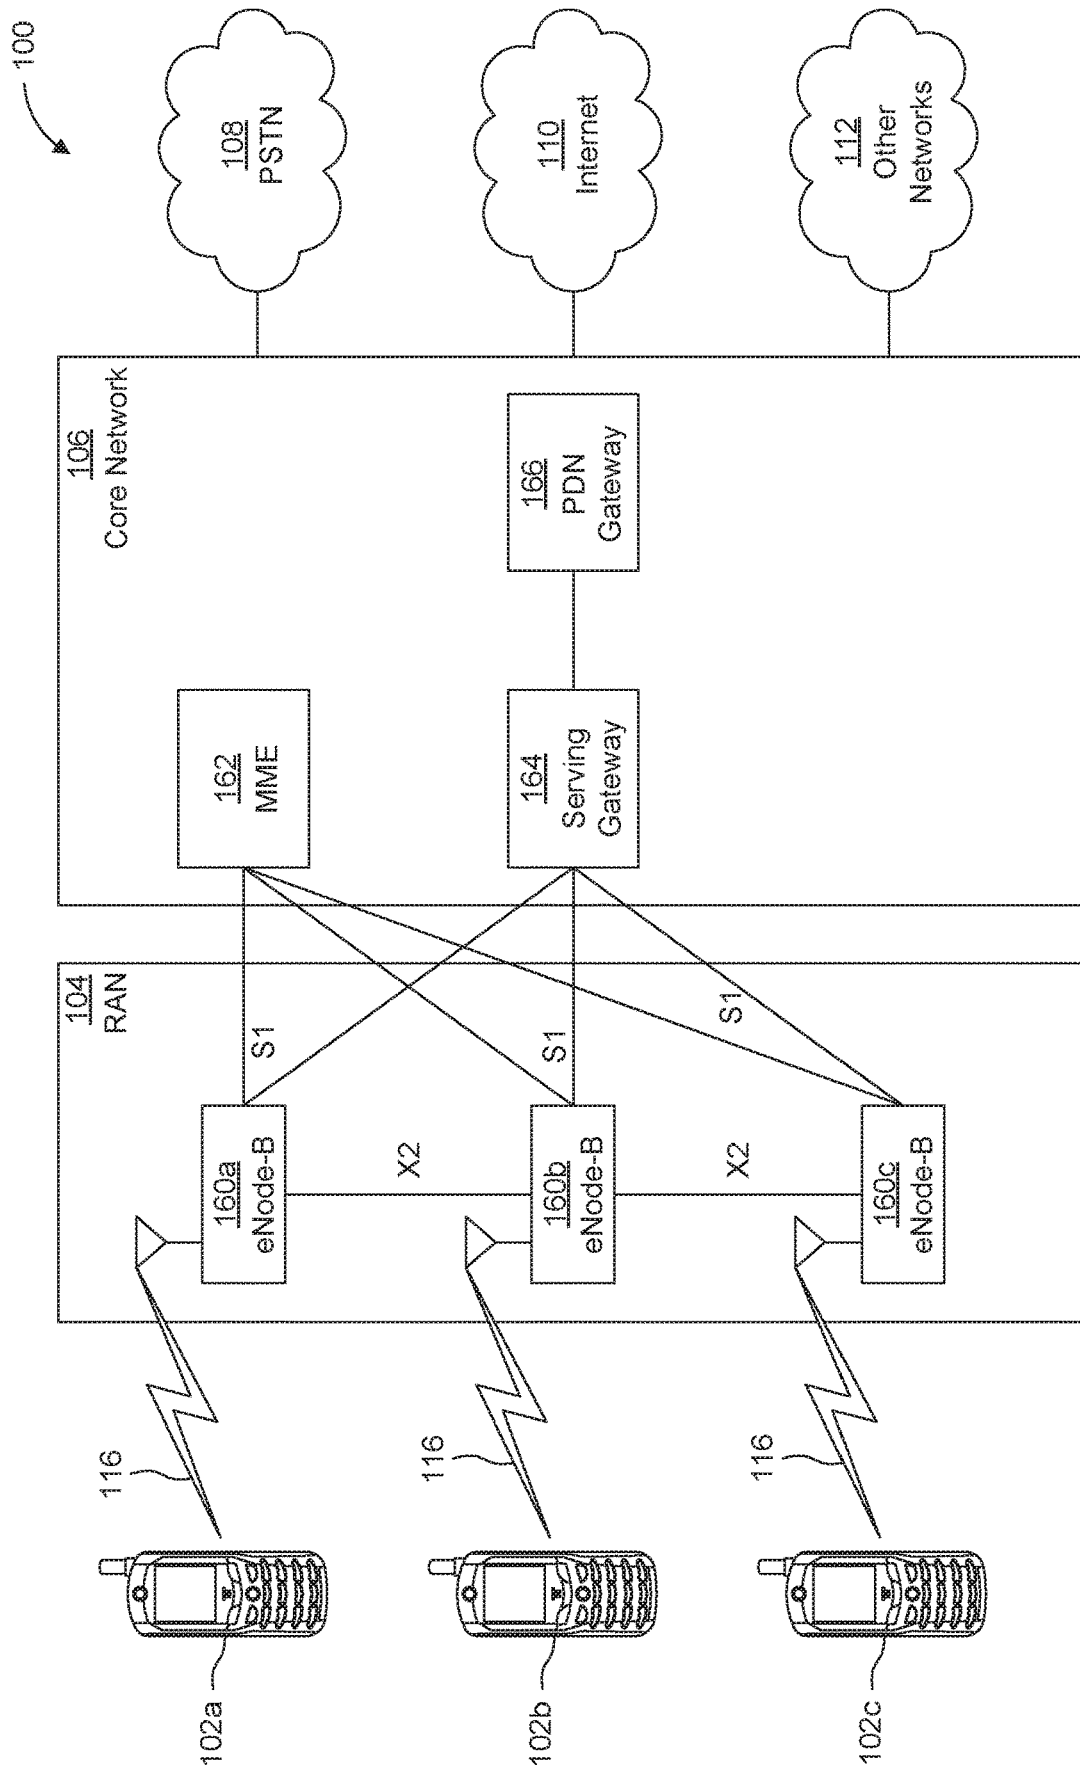 100
108
PSTN
110
Internet
112
Other
Networks
106
Core Network
162
MME
164
Serving
Gateway
166
PDN
Gateway
104
RAN
S1
S1
S1
160a
eNode-B
X2
160b
eNode-B
X2
160c
eNode-B
116
116
116
102a
102b
102c